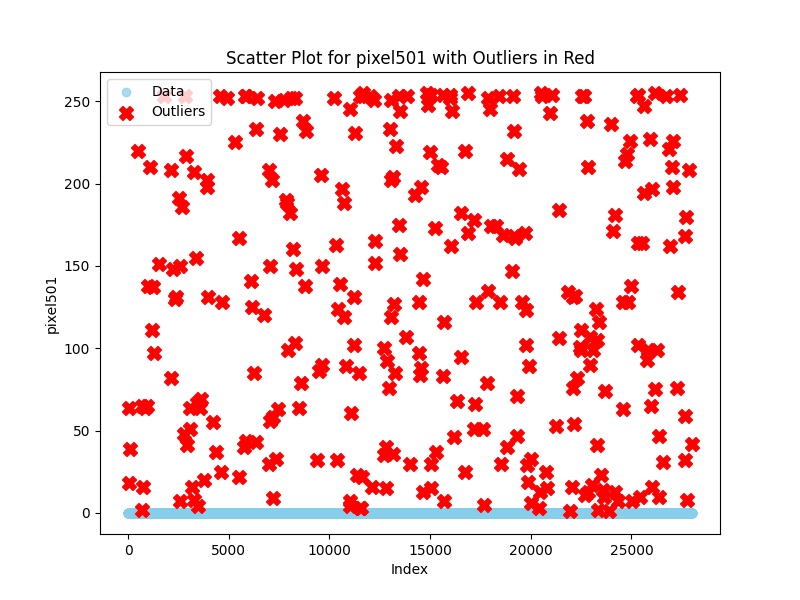 Scatter Plot for pixel501 with Outliers in Red
Data
Outliers
250
200
150
100
50
0
pixel501
0 5000 10000 15000 20000 25000
Index